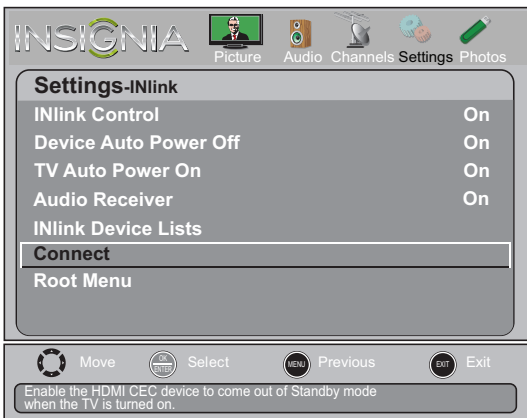 INSIGNIA
Picture Audio Channels Settings Photos
Settings-INlink
INlink Control On
Device Auto Power Off On
TV Auto Power On On
Audio Receiver On
INlink Device Lists
Connect
Root Menu
Move OK ENTER Select MENU Previous EXIT Exit
Enable the HDMI CEC device to come out of Standby mode
when the TV is turned on.